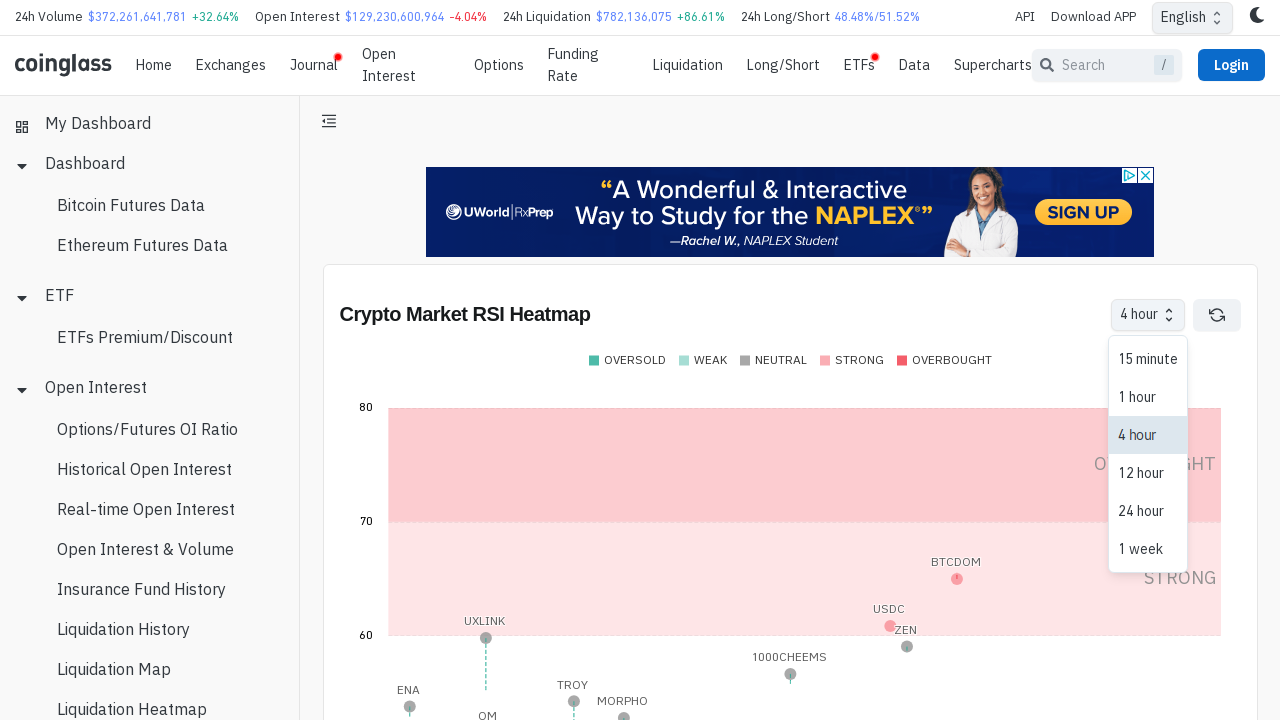 24h Volume $372,261,641,781 +32.64% Open Interest $129,230,600,964 -4.04% 24h Liquidation $782,136,075 +86.61% 24h Long/Short 48.48%/51.52% API Download APP English
coinglass Home Exchanges Journal Open Interest Options Funding Rate Liquidation Long/Short ETFs Data Supercharts Search / Login
My Dashboard
Dashboard
Bitcoin Futures Data
Ethereum Futures Data
ETF
ETFs Premium/Discount
Open Interest
Options/Futures OI Ratio
Historical Open Interest
Real-time Open Interest
Open Interest & Volume
Insurance Fund History
Liquidation History
Liquidation Map
Liquidation Heatmap
UWorld | RxPrep
“A Wonderful & Interactive
Way to Study for the NAPLEX®”
—Rachel W., NAPLEX Student
SIGN UP
Crypto Market RSI Heatmap
4 hour
15 minute
1 hour
4 hour
12 hour
24 hour
1 week
OVERSOLD WEAK NEUTRAL STRONG OVERBOUGHT
80
70
STRONG
BTCDOM
USDC
UXLINK
ZEN
60
1000CHEEMS
TROY
ENA
MORPHO
OM